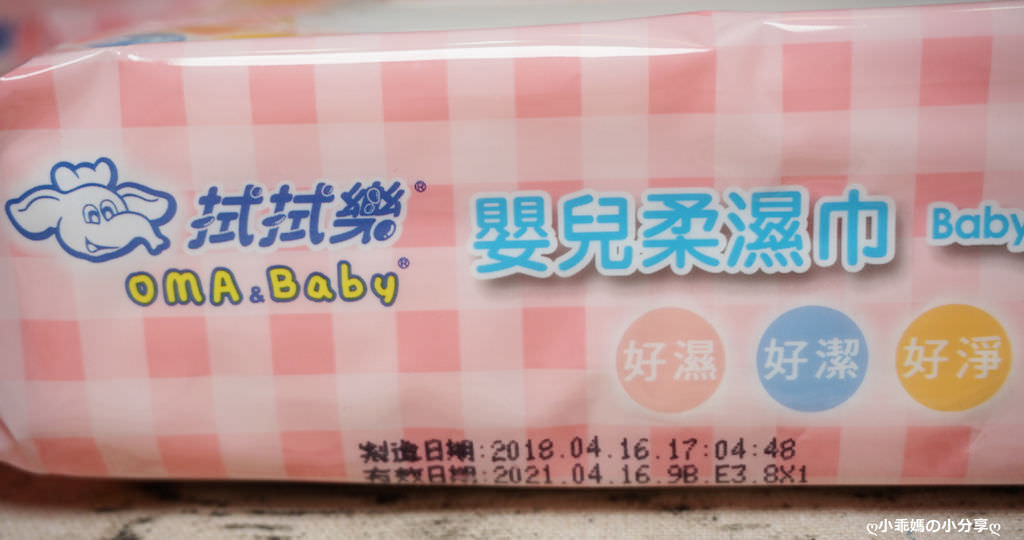 拭拭樂®
OMA & Baby®
嬰兒柔濕巾 Baby
好濕 好潔 好淨
製造日期:2018.04.16.17:04:48
有效日期:2021.04.16.9B.E3.8X1
ღ小乖媽の小分享ღ